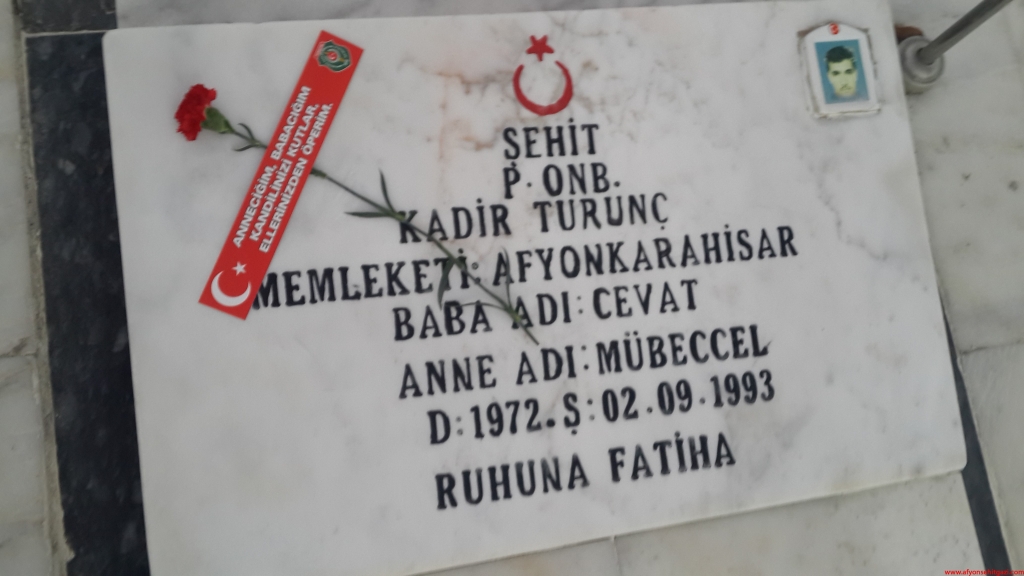 ANNECİĞİM, BABACIĞIM
KANDİLİNİZİ KUTLAR,
ELLERİNİZDEN ÖPERİM.
ŞEHİT
P. ONB.
KADİR TURUNÇ
MEMLEKETİ: AFYONKARAHİSAR
BABA ADI: CEVAT
ANNE ADI: MÜBECCEL
D: 1972. Ş: 02.09.1993
RUHUNA FATİHA